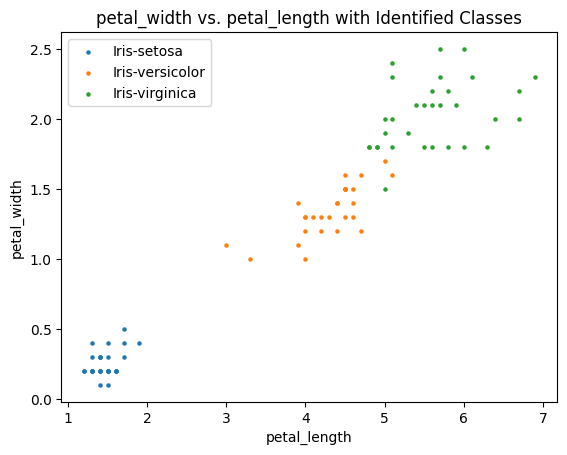 petal_width vs. petal_length with Identified Classes
Iris-setosa
Iris-versicolor
Iris-virginica
petal_width
2.5
2.0
1.5
1.0
0.5
0.0
1 2 3 4 5 6 7
petal_length